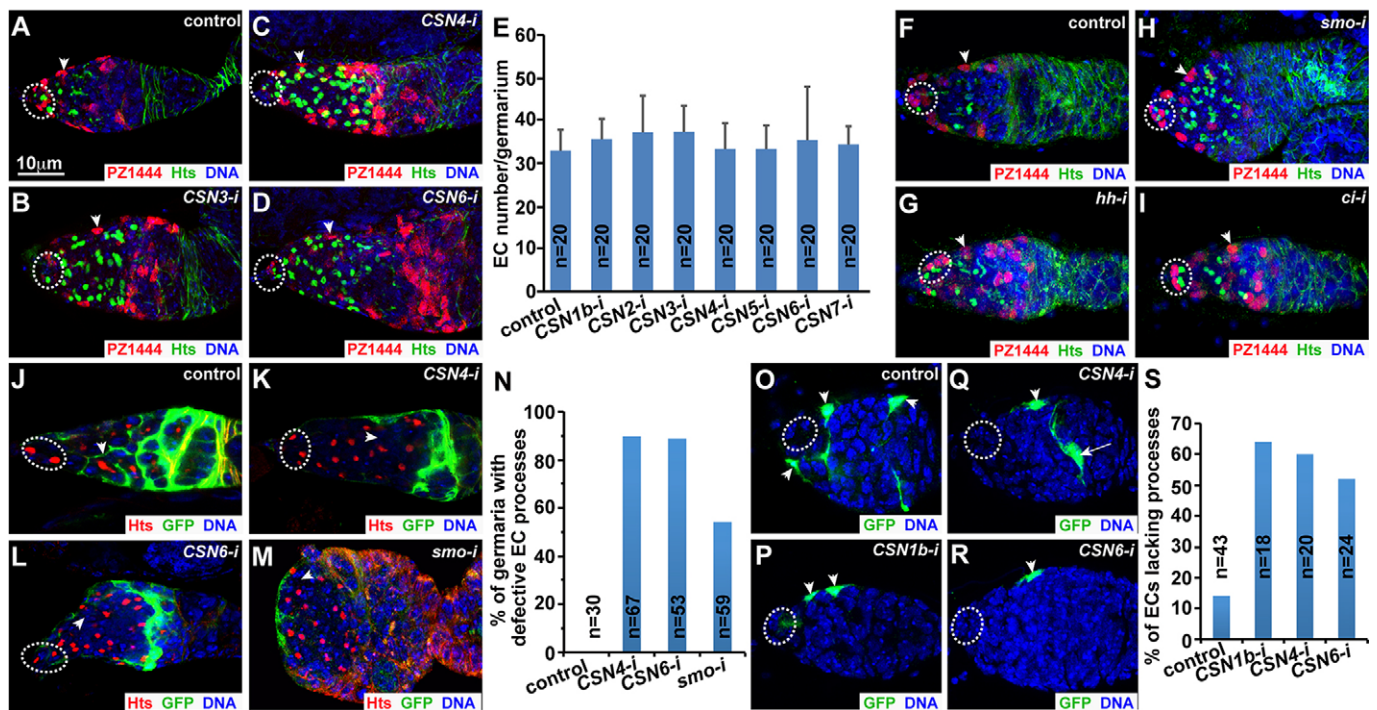 A control
10μm
PZ1444 Hts DNA
B CSN3-i
PZ1444 Hts DNA
C CSN4-i
PZ1444 Hts DNA
D CSN6-i
PZ1444 Hts DNA
E
EC number/germarium
60
50
40
30
20
10
0
n=20 n=20 n=20 n=20 n=20 n=20 n=20 n=20
control CSN1b-i CSN2-i CSN3-i CSN4-i CSN5-i CSN6-i CSN7-i
F control
PZ1444 Hts DNA
G hh-i
PZ1444 Hts DNA
H smo-i
PZ1444 Hts DNA
I ci-i
PZ1444 Hts DNA
J control
Hts GFP DNA
K CSN4-i
Hts GFP DNA
L CSN6-i
Hts GFP DNA
M smo-i
Hts GFP DNA
N
% of germaria with
defective EC processes
100
80
60
40
20
0
n=30 n=67 n=53 n=59
control CSN4-i CSN6-i smo-i
O control
GFP DNA
P CSN1b-i
GFP DNA
Q CSN4-i
GFP DNA
R CSN6-i
GFP DNA
S
% of ECs lacking processes
70
60
50
40
30
20
10
0
n=43 n=18 n=20 n=24
control CSN1b-i CSN4-i CSN6-i